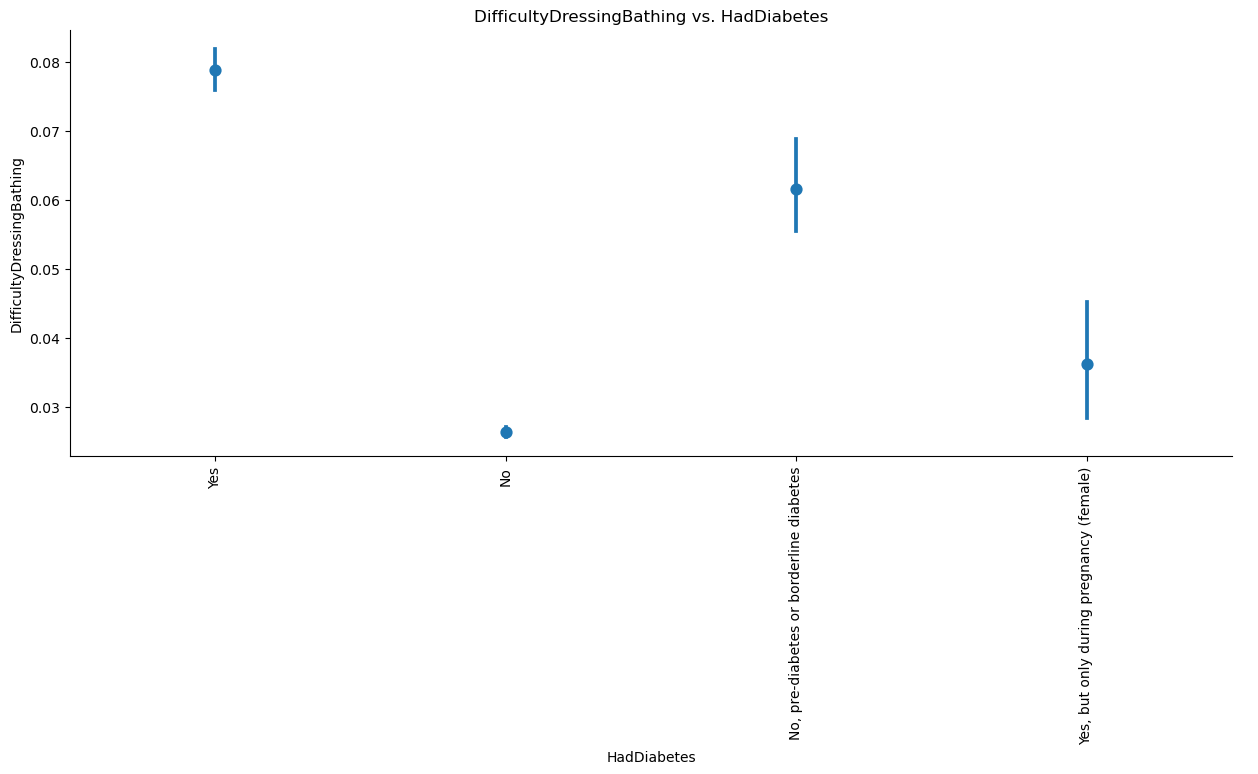 DifficultyDressingBathing vs. HadDiabetes
DifficultyDressingBathing
0.08
0.07
0.06
0.05
0.04
0.03
Yes
No
No, pre-diabetes or borderline diabetes
Yes, but only during pregnancy (female)
HadDiabetes